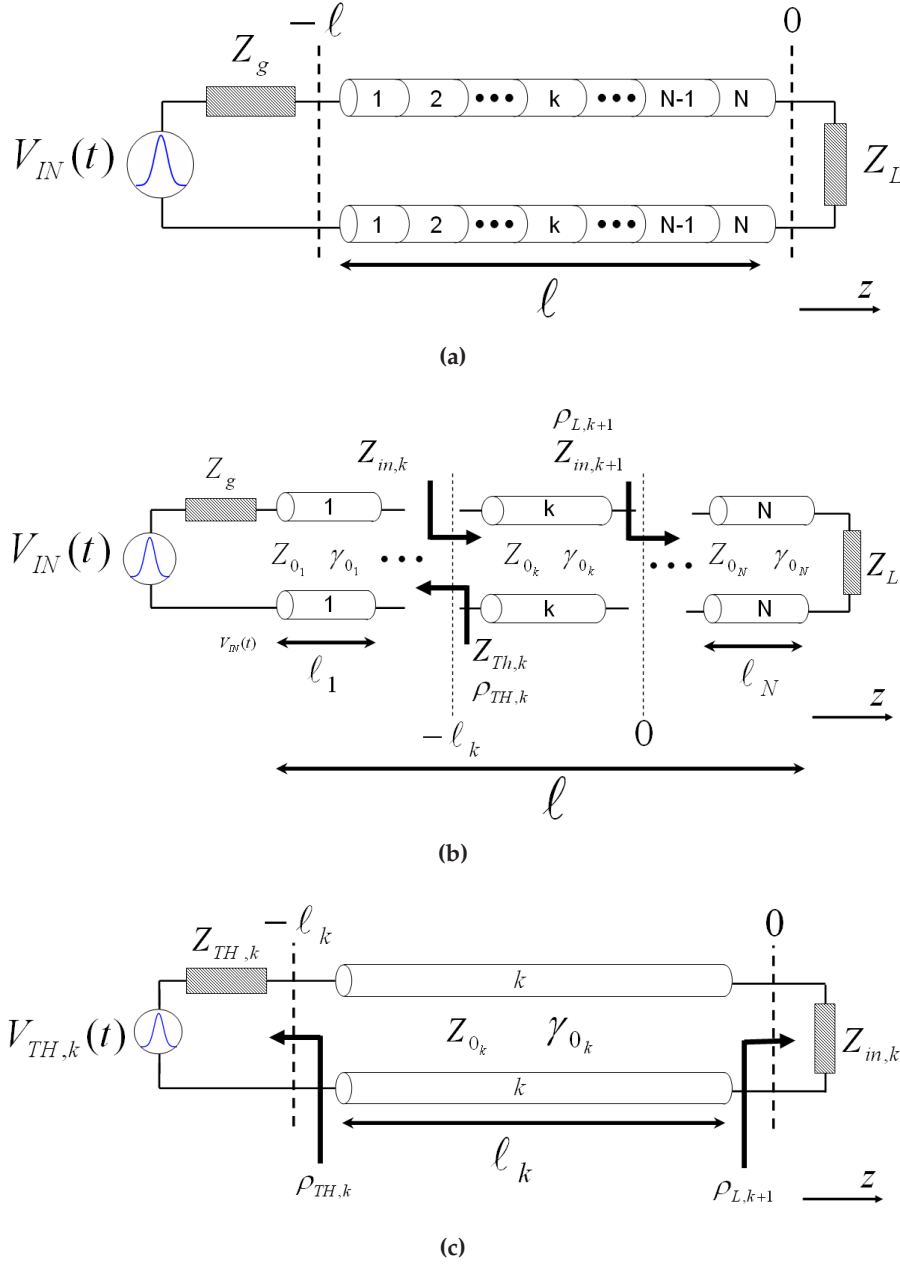 −ℓ 0
Z_g
1 2 ••• k ••• N-1 N
V_IN(t) Z_L
1 2 ••• k ••• N-1 N
ℓ
z
(a)
ρ_L,k+1
Z_in,k Z_in,k+1
Z_g
1 k N
V_IN(t) Z_0_1 γ_0_1 ••• Z_0_k γ_0_k ••• Z_0_N γ_0_N Z_L
1 k N
V_IN(t) ℓ_1 Z_Th,k ℓ_N
ρ_TH,k
z
−ℓ_k 0
ℓ
(b)
−ℓ_k 0
Z_TH,k
k
V_TH,k(t) Z_0_k γ_0_k Z_in,k
k
ℓ_k
ρ_TH,k ρ_L,k+1 z
(c)